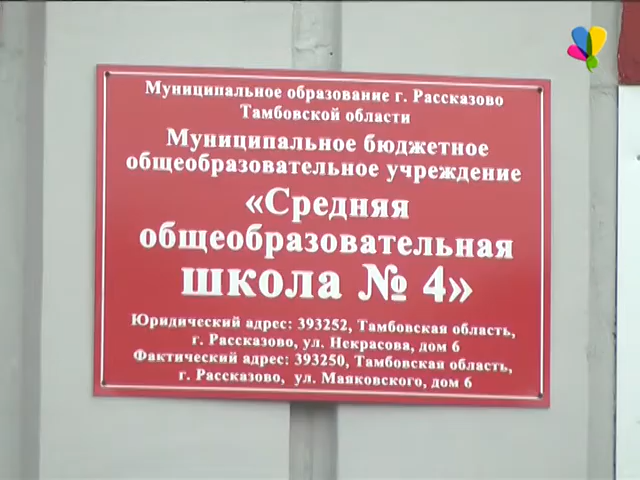 Муниципальное образование г. Рассказово
Тамбовской области
Муниципальное бюджетное
общеобразовательное учреждение
«Средняя
общеобразовательная
школа № 4»
Юридический адрес: 393252, Тамбовская область,
г. Рассказово, ул. Некрасова, дом 6
Фактический адрес: 393250, Тамбовская область,
г. Рассказово, ул. Маяковского, дом 6